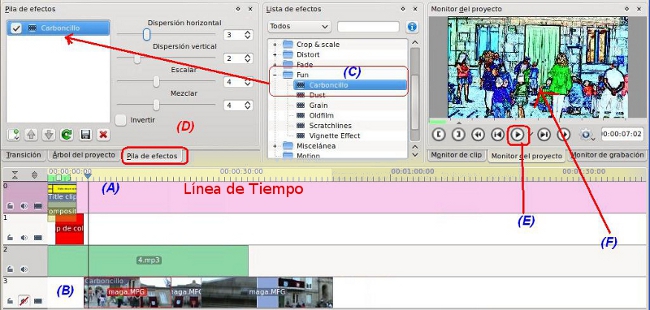 Pila de efectos
Lista de efectos
Monitor del proyecto
Carboncillo
Dispersión horizontal
3
Dispersión vertical
2
Escalar
4
Mezclar
4
Invertir
(D)
Todos
Crop & scale
Distort
Fade
Fun
(C)
Carboncillo
Dust
Grain
Oldfilm
Scratchlines
Vignette Effect
Miscelánea
Motion
00:00:07:02
Transición
Árbol del proyecto
Pila de efectos
Monitor de clip
Monitor del proyecto
Monitor de grabación
00:00:00:00
00:00:30:00
00:01:00:00
00:01:30:00
(A)
Línea de Tiempo
(E)
(F)
0
Title clip
omposit
1
p de col
2
4.mp3
3
(B)
Carboncillo
maga.MPG
maga.MPG
maga.MPG